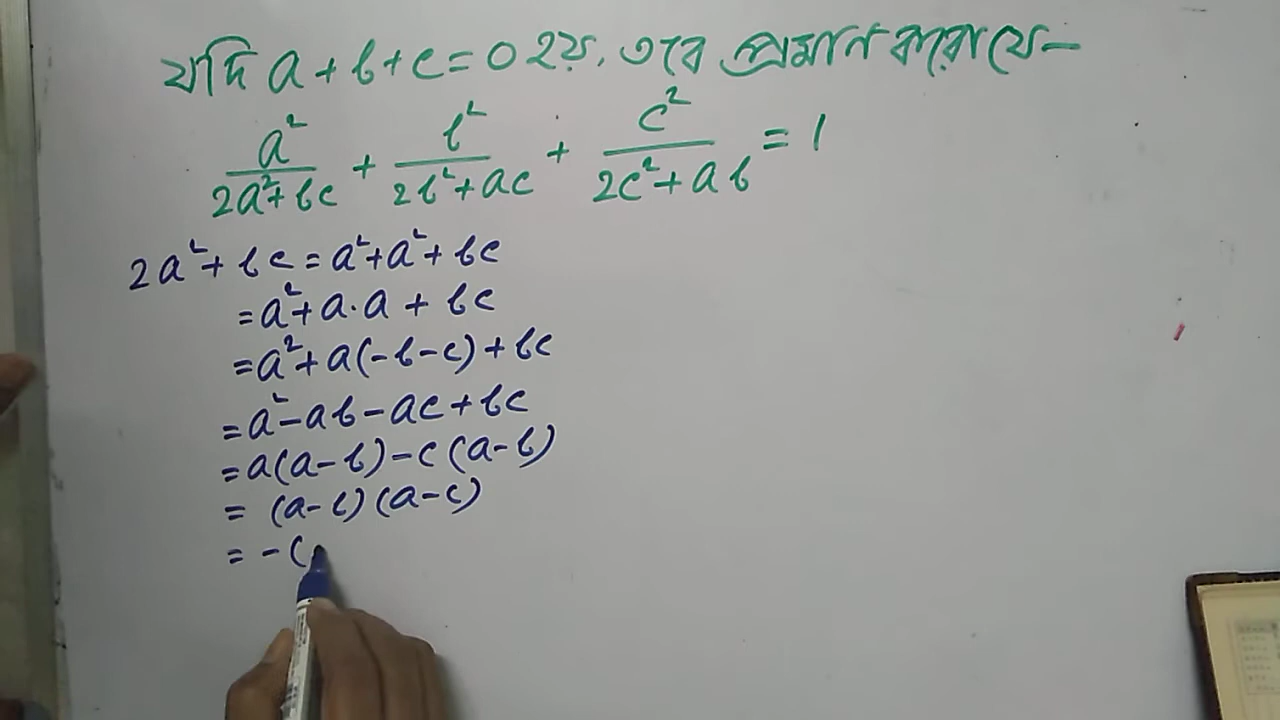 যদি a + b + c = 0 হয়, তবে প্রমান করো যে—
a²/(2a²+bc) + b²/(2b²+ac) + c²/(2c²+ab) = 1
2a²+bc = a²+a²+bc
= a²+a·a+bc
= a²+a(-b-c)+bc
= a²-ab-ac+bc
= a(a-b)-c(a-b)
= (a-b)(a-c)
= -(